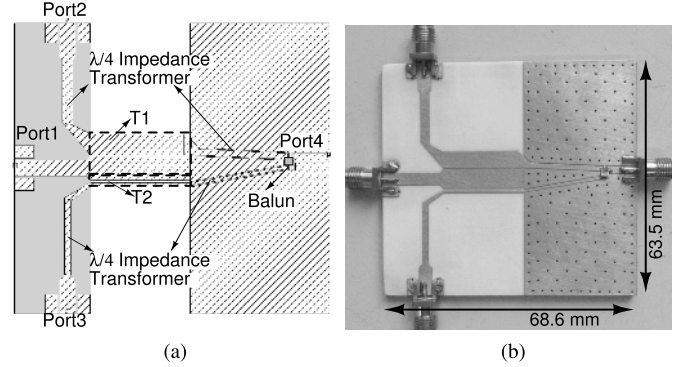 Port2
λ/4 Impedance
Transformer
T1
Port1
Port4
T2
Balun
λ/4 Impedance
Transformer
Port3
63.5 mm
68.6 mm
(a)
(b)